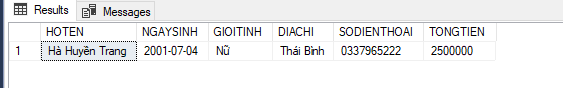 Results Messages
HOTEN NGAYSINH GIOITINH DIACHI SODIENTHOAI TONGTIEN
1 Hà Huyền Trang 2001-07-04 Nữ Thái Bình 0337965222 2500000